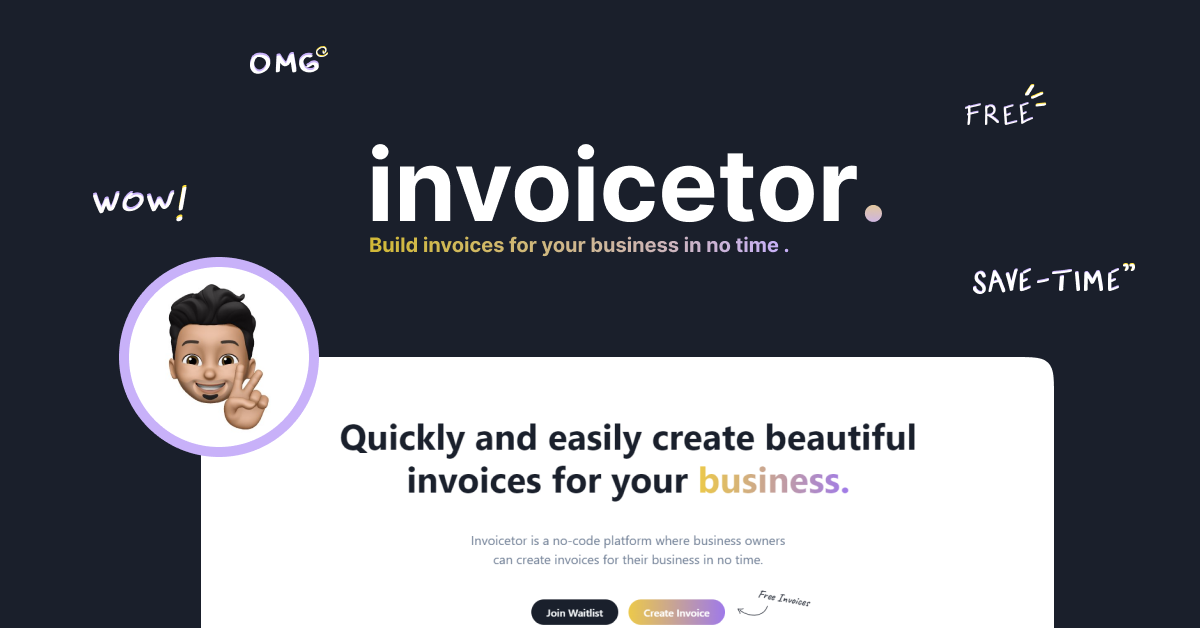 OMG
FREE
WOW!
invoicetor.
Build invoices for your business in no time .
SAVE-TIME”
Quickly and easily create beautiful
invoices for your business.
Invoicetor is a no-code platform where business owners
can create invoices for their business in no time.
Free Invoices
Join Waitlist
Create Invoice